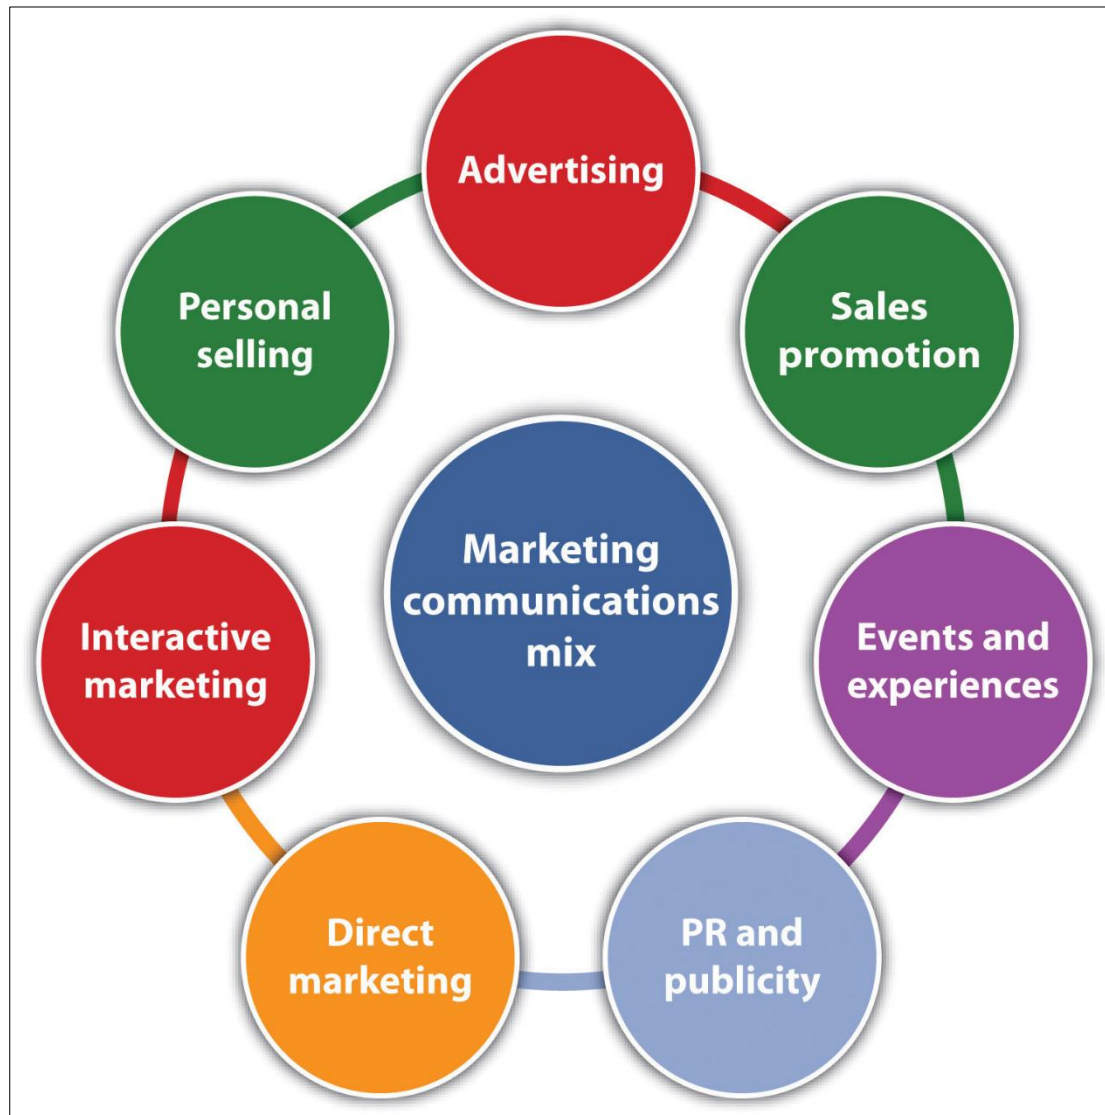 Advertising
Personal
selling
Sales
promotion
Marketing
communications
mix
Interactive
marketing
Events and
experiences
Direct
marketing
PR and
publicity